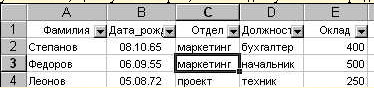 A B C D E
1 Фамилия Дата_рожд Отдел Должност Оклад
2 Степанов 08.10.65 маркетинг бухгалтер 400
3 Федоров 06.09.55 маркетинг начальник 500
4 Леонов 05.08.72 проект техник 250